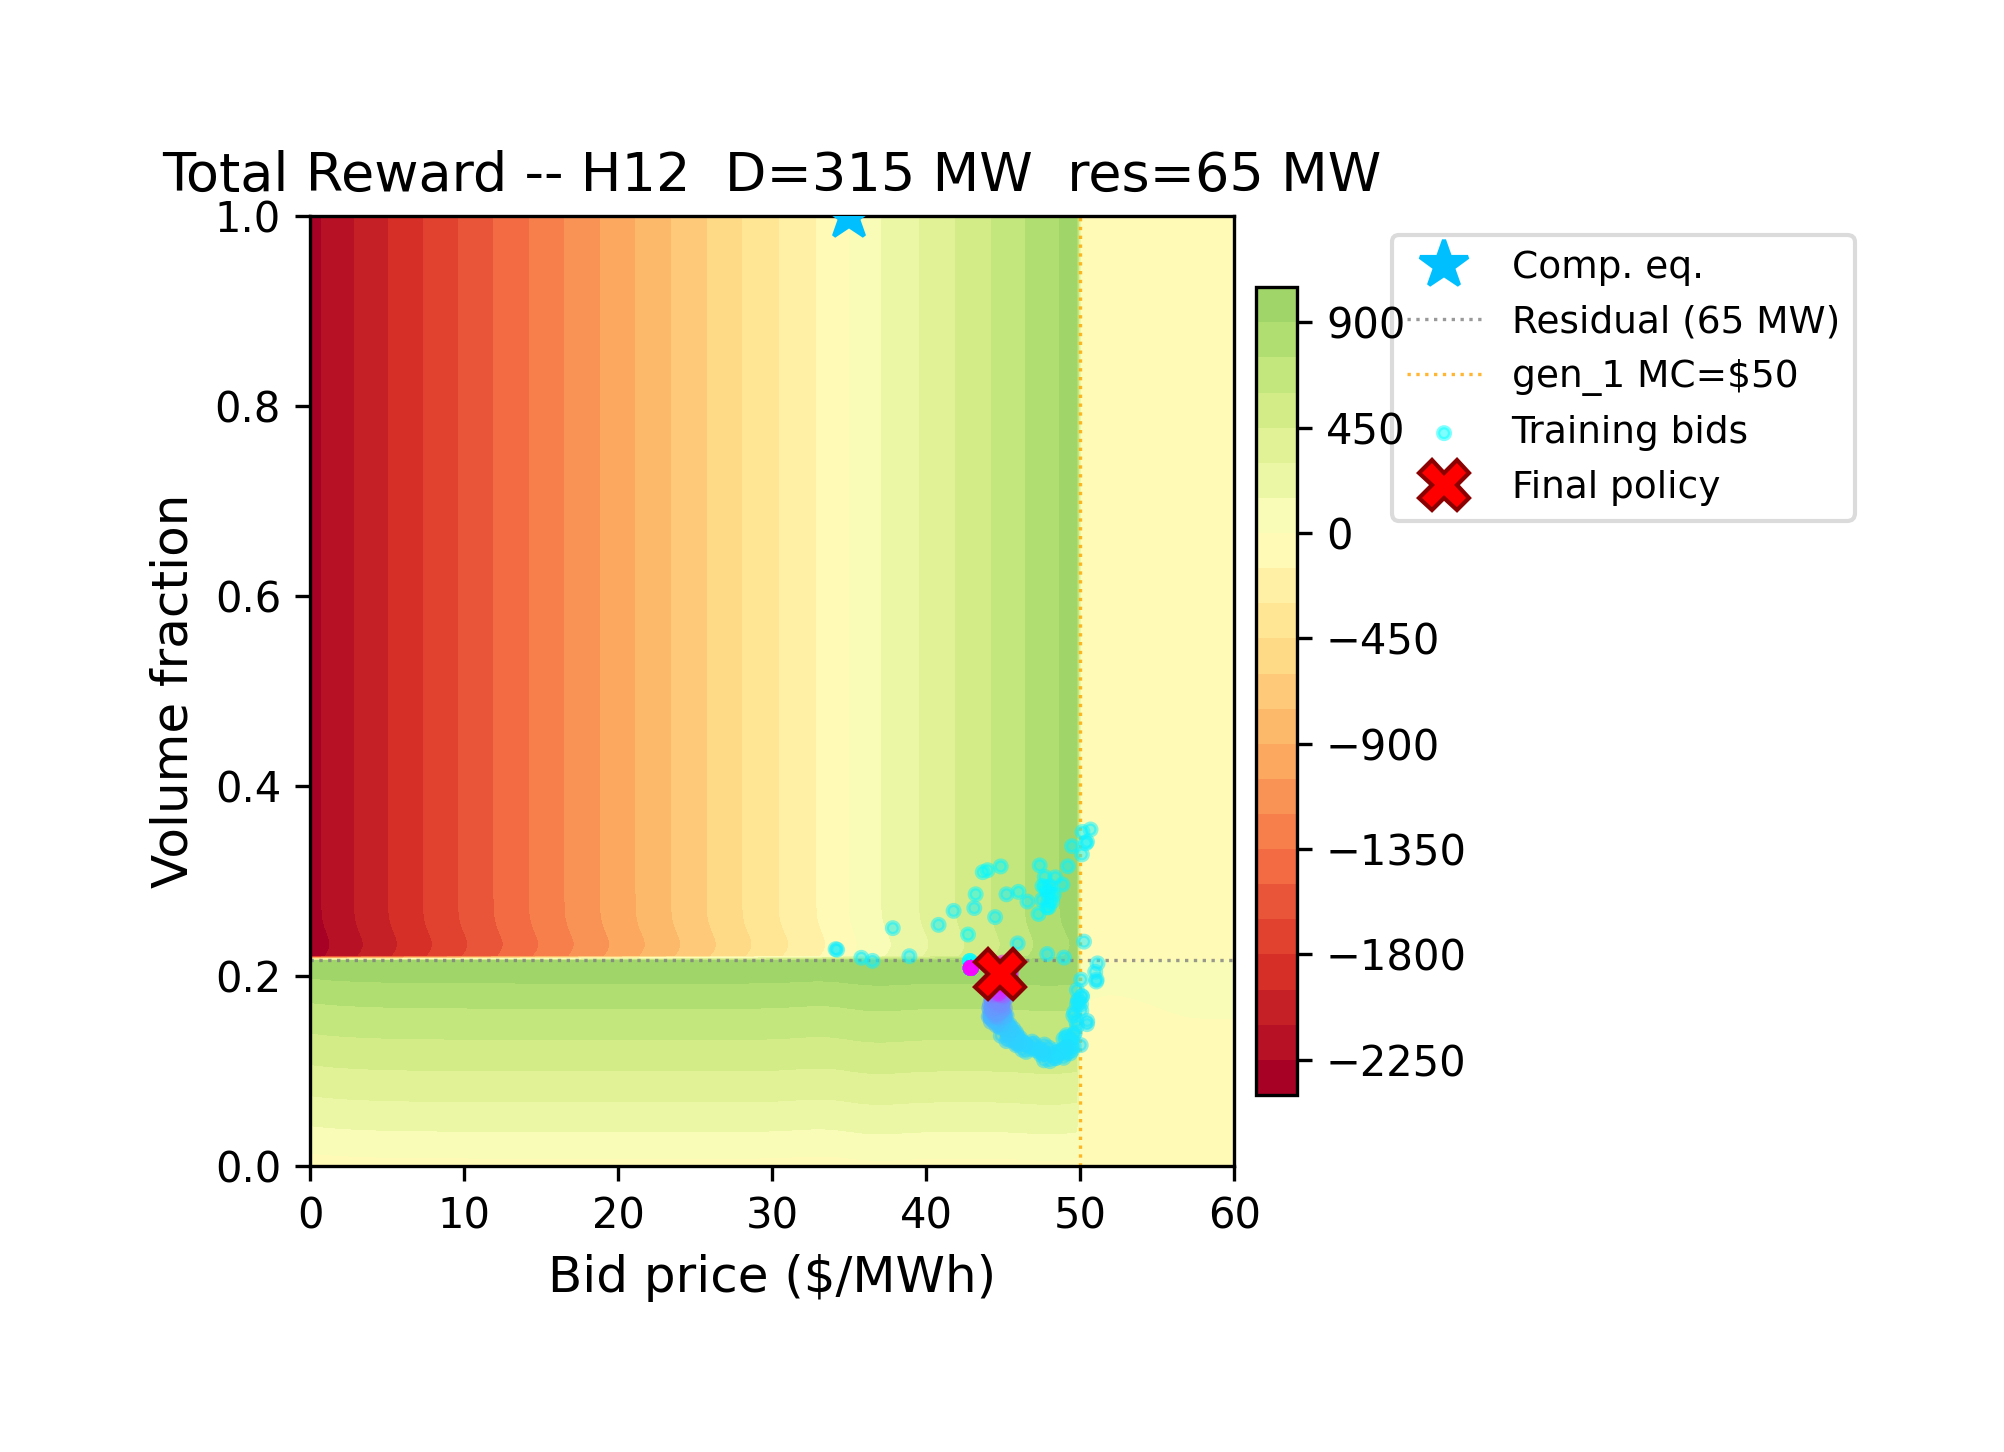 Total Reward -- H12  D=315 MW  res=65 MW
1.0
0.8
0.6
0.4
0.2
0.0
Volume fraction
0 10 20 30 40 50 60
Bid price ($/MWh)
900
450
0
−450
−900
−1350
−1800
−2250
Comp. eq.
Residual (65 MW)
gen_1 MC=$50
Training bids
Final policy